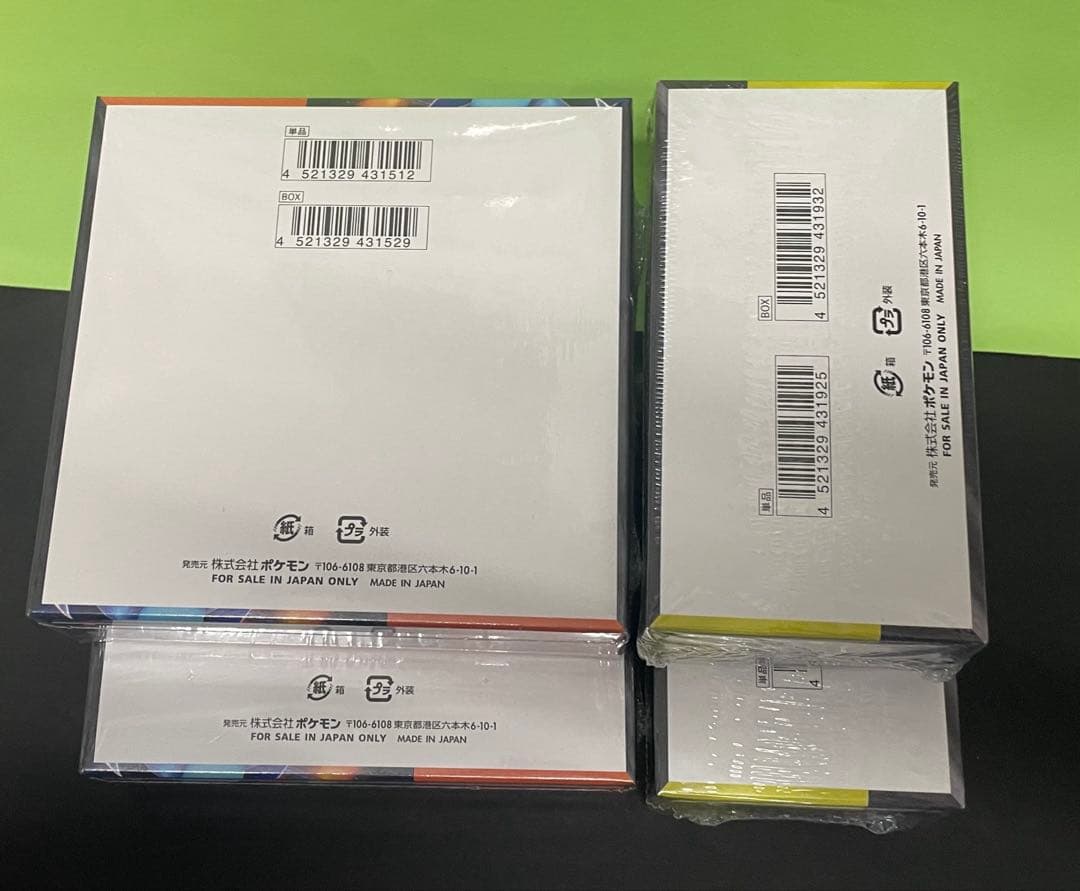 単品
4 521329 431512
BOX
4 521329 431529
紙 箱 プラ 外装
発売元 株式会社ポケモン 〒106-6108 東京都港区六本木6-10-1
FOR SALE IN JAPAN ONLY MADE IN JAPAN
紙 箱 プラ 外装
発売元 株式会社ポケモン 〒106-6108 東京都港区六本木6-10-1
FOR SALE IN JAPAN ONLY MADE IN JAPAN
単品
4 521329 431925
BOX
4 521329 431932
紙 箱 プラ 外装
発売元 株式会社ポケモン 〒106-6108 東京都港区六本木6-10-1
FOR SALE IN JAPAN ONLY MADE IN JAPAN
単品
4